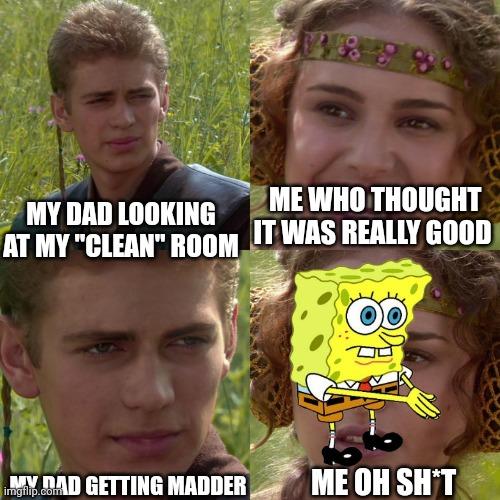 MY DAD LOOKING
AT MY "CLEAN" ROOM
ME WHO THOUGHT
IT WAS REALLY GOOD
MY DAD GETTING MADDER
ME OH SH*T
imgflip.com